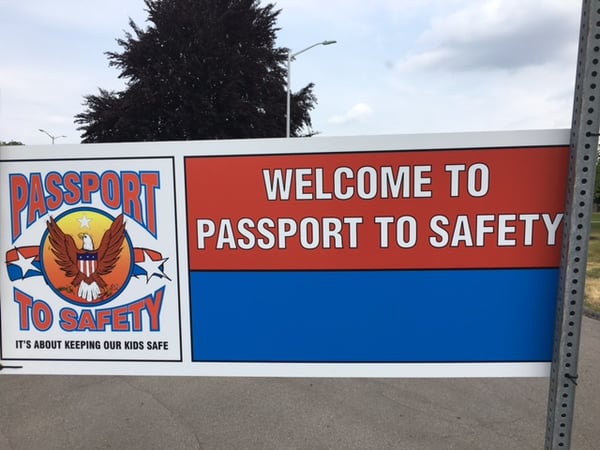 PASSPORT
TO SAFETY
IT'S ABOUT KEEPING OUR KIDS SAFE
WELCOME TO
PASSPORT TO SAFETY